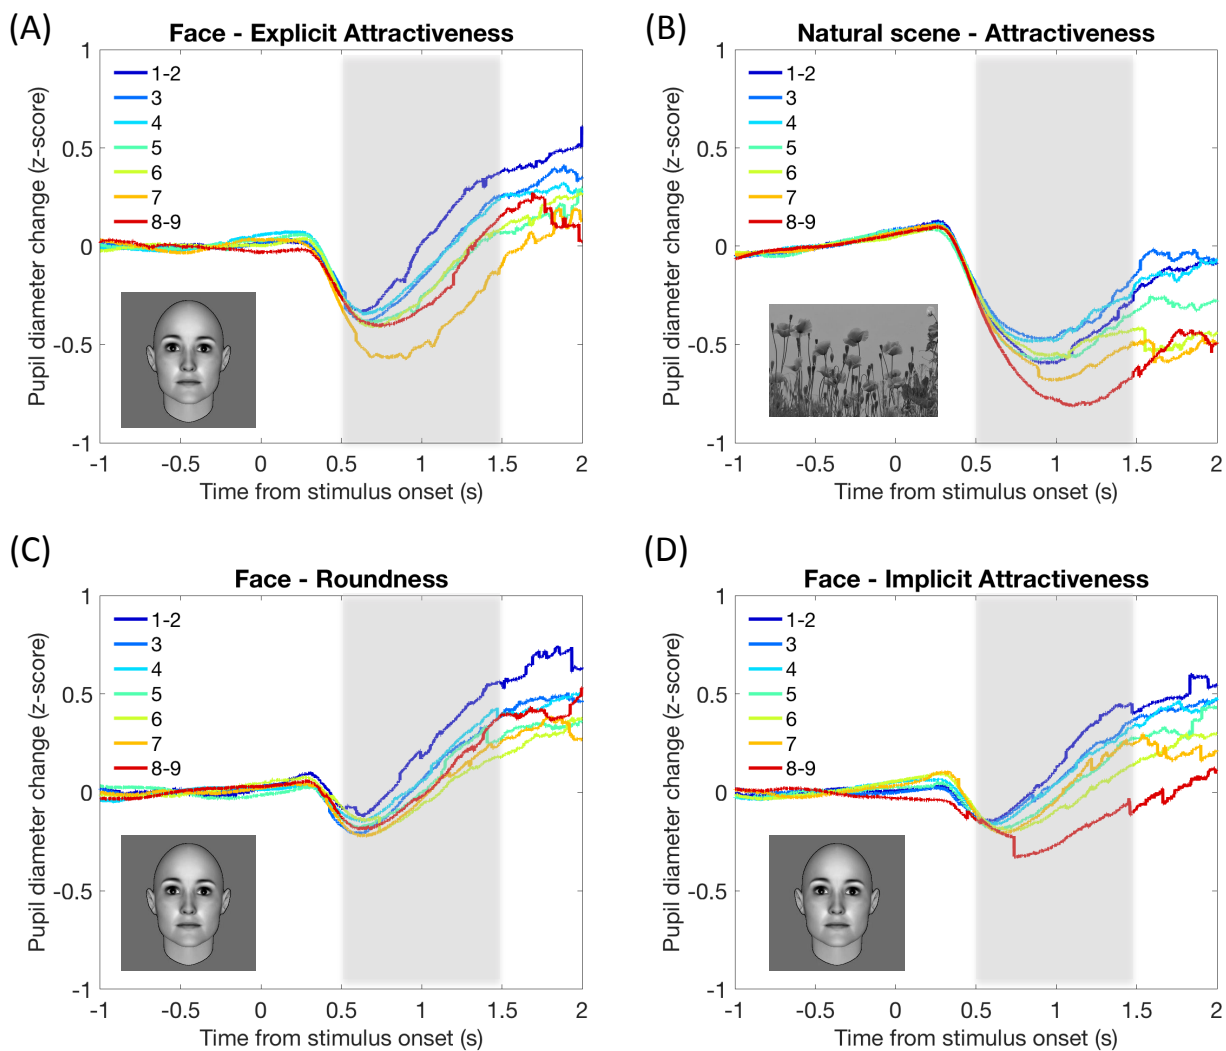 (A)
Face - Explicit Attractiveness
Pupil diameter change (z-score)
1
0.5
0
-0.5
-1
1-2
3
4
5
6
7
8-9
-1 -0.5 0 0.5 1 1.5 2
Time from stimulus onset (s)
(B)
Natural scene - Attractiveness
Pupil diameter change (z-score)
1
0.5
0
-0.5
-1
1-2
3
4
5
6
7
8-9
-1 -0.5 0 0.5 1 1.5 2
Time from stimulus onset (s)
(C)
Face - Roundness
Pupil diameter change (z-score)
1
0.5
0
-0.5
-1
1-2
3
4
5
6
7
8-9
-1 -0.5 0 0.5 1 1.5 2
Time from stimulus onset (s)
(D)
Face - Implicit Attractiveness
Pupil diameter change (z-score)
1
0.5
0
-0.5
-1
1-2
3
4
5
6
7
8-9
-1 -0.5 0 0.5 1 1.5 2
Time from stimulus onset (s)